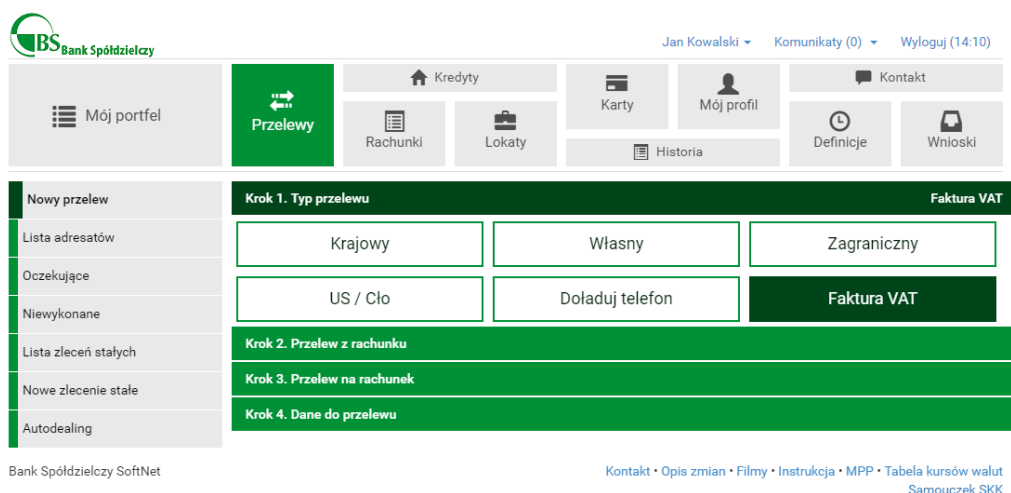 BS Bank Spółdzielczy
Jan Kowalski Komunikaty (0) Wyloguj (14:10)
Mój portfel
Przelewy
Kredyty
Rachunki
Lokaty
Karty
Mój profil
Historia
Kontakt
Definicje
Wnioski
Nowy przelew
Lista adresatów
Oczekujące
Niewykonane
Lista zleceń stałych
Nowe zlecenie stałe
Autodealing
Krok 1. Typ przelewu Faktura VAT
Krajowy Własny Zagraniczny
US / Cło Doładuj telefon Faktura VAT
Krok 2. Przelew z rachunku
Krok 3. Przelew na rachunek
Krok 4. Dane do przelewu
Bank Spółdzielczy SoftNet
Kontakt • Opis zmian • Filmy • Instrukcja • MPP • Tabela kursów walut
Samouczek SKK